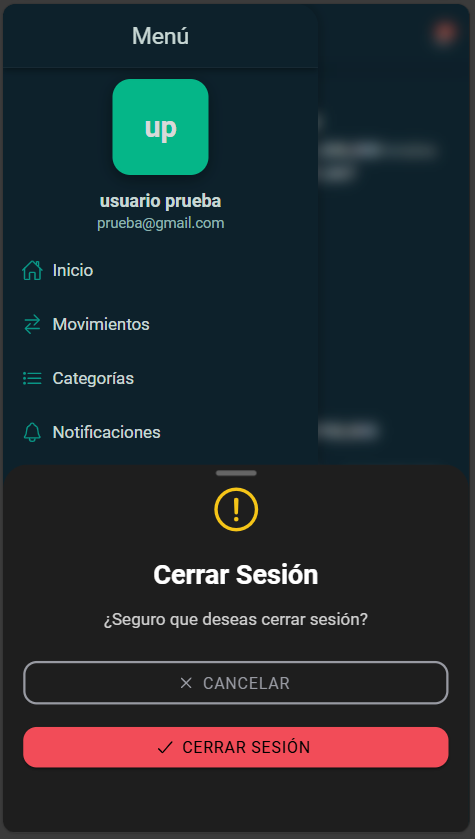 Menú
up
usuario prueba
prueba@gmail.com
Inicio
Movimientos
Categorías
Notificaciones
Cerrar Sesión
¿Seguro que deseas cerrar sesión?
CANCELAR
CERRAR SESIÓN